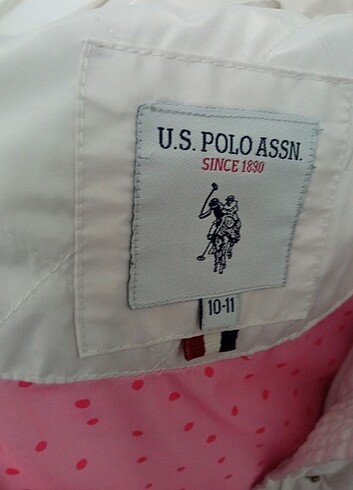 U.S. POLO ASSN.
SINCE 1890
10-11